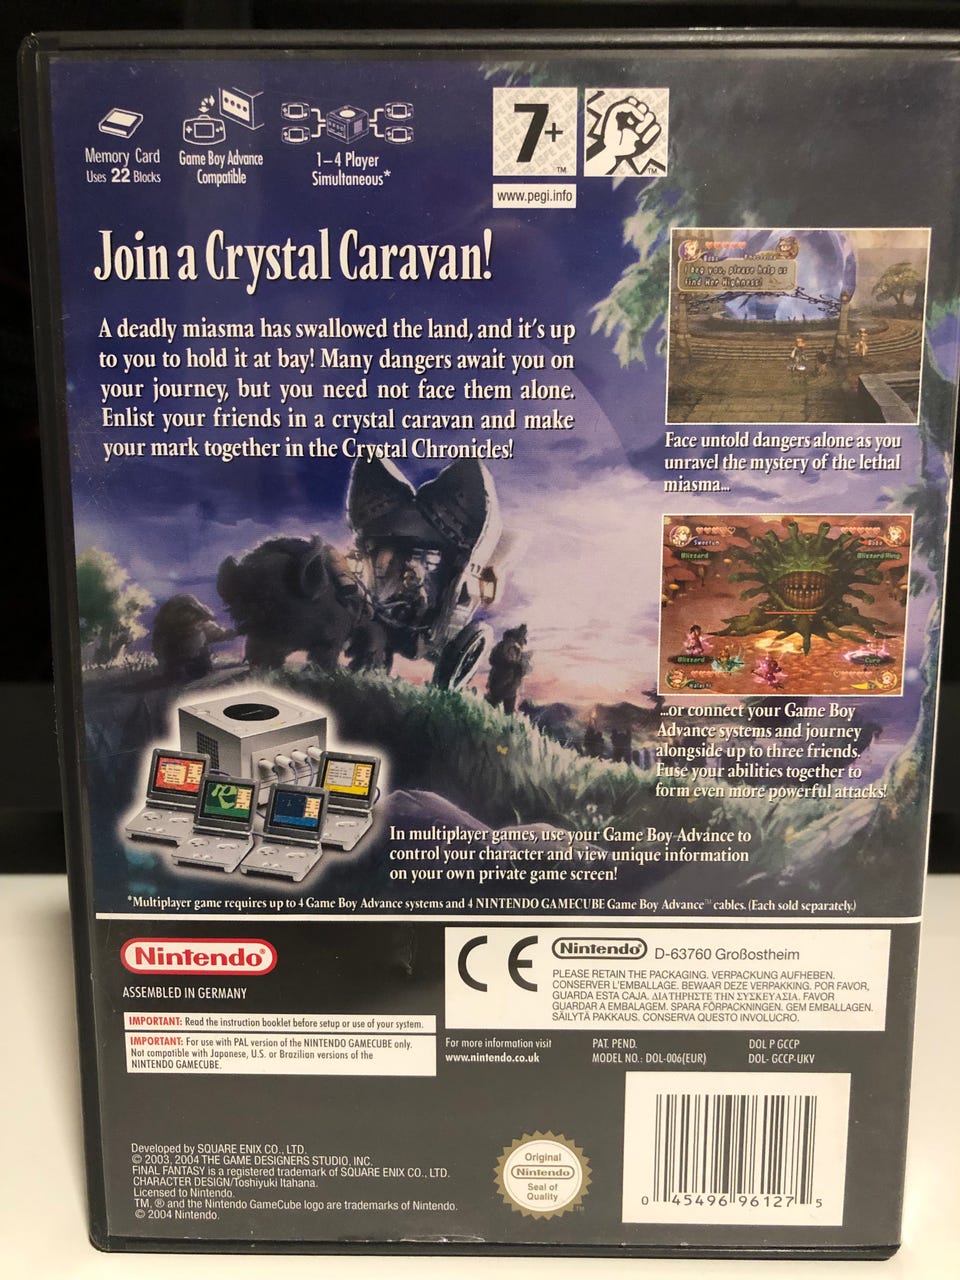 Memory Card
Uses 22 Blocks
Game Boy Advance
Compatible
1–4 Player
Simultaneous*
7+
TM
TM
www.pegi.info
Join a Crystal Caravan!
A deadly miasma has swallowed the land, and it's up
to you to hold it at bay! Many dangers await you on
your journey, but you need not face them alone.
Enlist your friends in a crystal caravan and make
your mark together in the Crystal Chronicles!
I beg you, please help us
find Her Highness!
Face untold dangers alone as you
unravel the mystery of the lethal
miasma...
Sweetum
Blizzard
Blizzard
Cure
...or connect your Game Boy
Advance systems and journey
alongside up to three friends.
Fuse your abilities together to
form even more powerful attacks!
In multiplayer games, use your Game Boy Advance to
control your character and view unique information
on your own private game screen!
*Multiplayer game requires up to 4 Game Boy Advance systems and 4 NINTENDO GAMECUBE Game Boy Advance™ cables. (Each sold separately.)
Nintendo®
ASSEMBLED IN GERMANY
IMPORTANT: Read the instruction booklet before setup or use of your system.
IMPORTANT: For use with PAL version of the NINTENDO GAMECUBE only.
Not compatible with Japanese, U.S. or Brazilian versions of the
NINTENDO GAMECUBE.
CE
Nintendo® D-63760 Großostheim
PLEASE RETAIN THE PACKAGING. VERPACKUNG AUFHEBEN.
CONSERVER L'EMBALLAGE. BEWAAR DEZE VERPAKKING. POR FAVOR,
GUARDA ESTA CAJA. ΔΙΑΤΗΡΗΣΤΕ ΤΗΝ ΣΥΣΚΕΥΑΣΙΑ. FAVOR
GUARDAR A EMBALAGEM. SPARA FÖRPACKNINGEN. GEM EMBALLAGEN.
SÄILYTÄ PAKKAUS. CONSERVA QUESTO INVOLUCRO.
For more information visit
www.nintendo.co.uk
PAT. PEND.
MODEL NO.: DOL-006(EUR)
DOL P GCCP
DOL- GCCP-UKV
Developed by SQUARE ENIX CO., LTD.
© 2003, 2004 THE GAME DESIGNERS STUDIO, INC.
FINAL FANTASY is a registered trademark of SQUARE ENIX CO., LTD.
CHARACTER DESIGN/Toshiyuki Itahana.
Licensed to Nintendo.
TM, ® and the Nintendo GameCube logo are trademarks of Nintendo.
© 2004 Nintendo.
Original
Nintendo
Seal of
Quality
TM
0 45496 96127 5